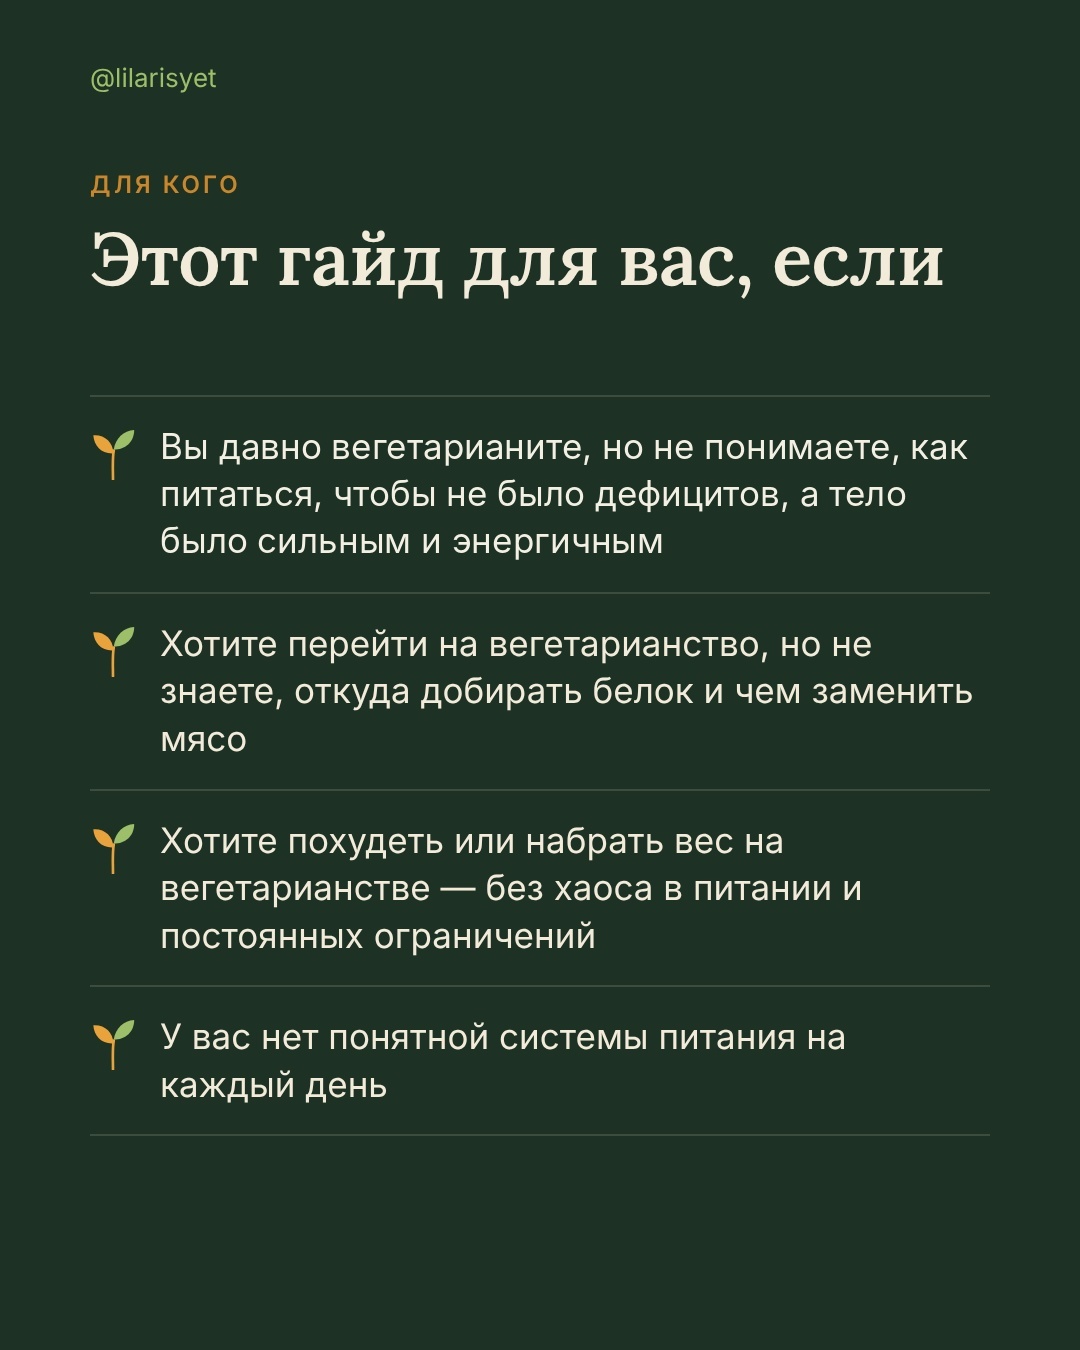 @lilarisyet
для кого
Этот гайд для вас, если
Вы давно вегетарианите, но не понимаете, как
питаться, чтобы не было дефицитов, а тело
было сильным и энергичным
Хотите перейти на вегетарианство, но не
знаете, откуда добирать белок и чем заменить
мясо
Хотите похудеть или набрать вес на
вегетарианстве — без хаоса в питании и
постоянных ограничений
У вас нет понятной системы питания на
каждый день